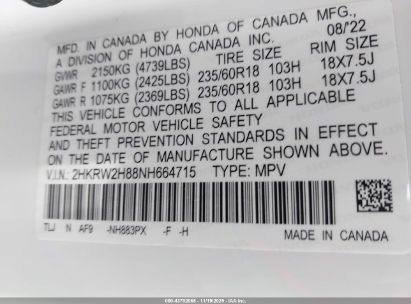 MFD. IN CANADA BY HONDA OF CANADA MFG.,
A DIVISION OF HONDA CANADA INC. 08/'22
GVWR 2150KG (4739LBS) TIRE SIZE RIM SIZE
GAWR F 1100KG (2425LBS) 235/60R18 103H 18X7.5J
GAWR R 1075KG (2369LBS) 235/60R18 103H 18X7.5J
THIS VEHICLE CONFORMS TO ALL APPLICABLE
FEDERAL MOTOR VEHICLE SAFETY
AND THEFT PREVENTION STANDARDS IN EFFECT
ON THE DATE OF MANUFACTURE SHOWN ABOVE.
V.I.N.: 2HKRW2H88NH664715 TYPE: MPV
TLJ N AF9 -NH883PX -F -H MADE IN CANADA